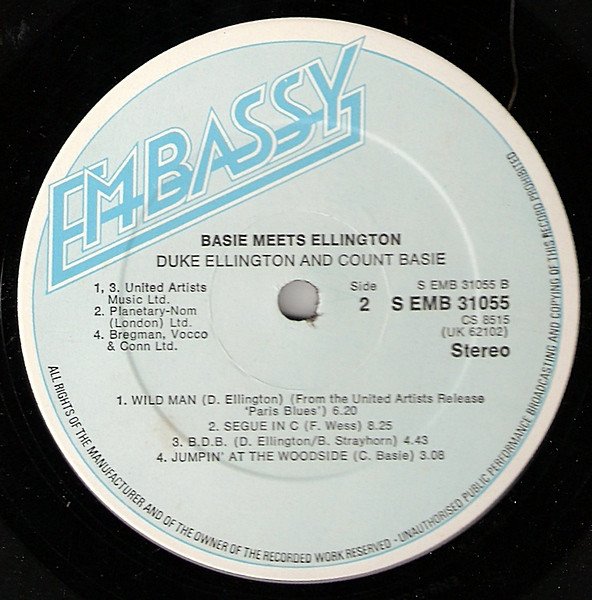 EMBASSY
BASIE MEETS ELLINGTON
DUKE ELLINGTON AND COUNT BASIE
1, 3. United Artists
Music Ltd.
2. Planetary-Nom
(London) Ltd.
4. Bregman, Vocco
& Conn Ltd.
Side
2
S EMB 31055 B
S EMB 31055
CS 8515
(UK 62102)
Stereo
1. WILD MAN (D. Ellington) (From the United Artists Release
'Paris Blues') 6.20
2. SEGUE IN C (F. Wess) 8.25
3. B.D.B. (D. Ellington/B. Strayhorn) 4.43
4. JUMPIN' AT THE WOODSIDE (C. Basie) 3.08
ALL RIGHTS OF THE MANUFACTURER AND OF THE OWNER OF THE RECORDED WORK RESERVED - UNAUTHORISED PUBLIC PERFORMANCE BROADCASTING AND COPYING OF THIS RECORD PROHIBITED